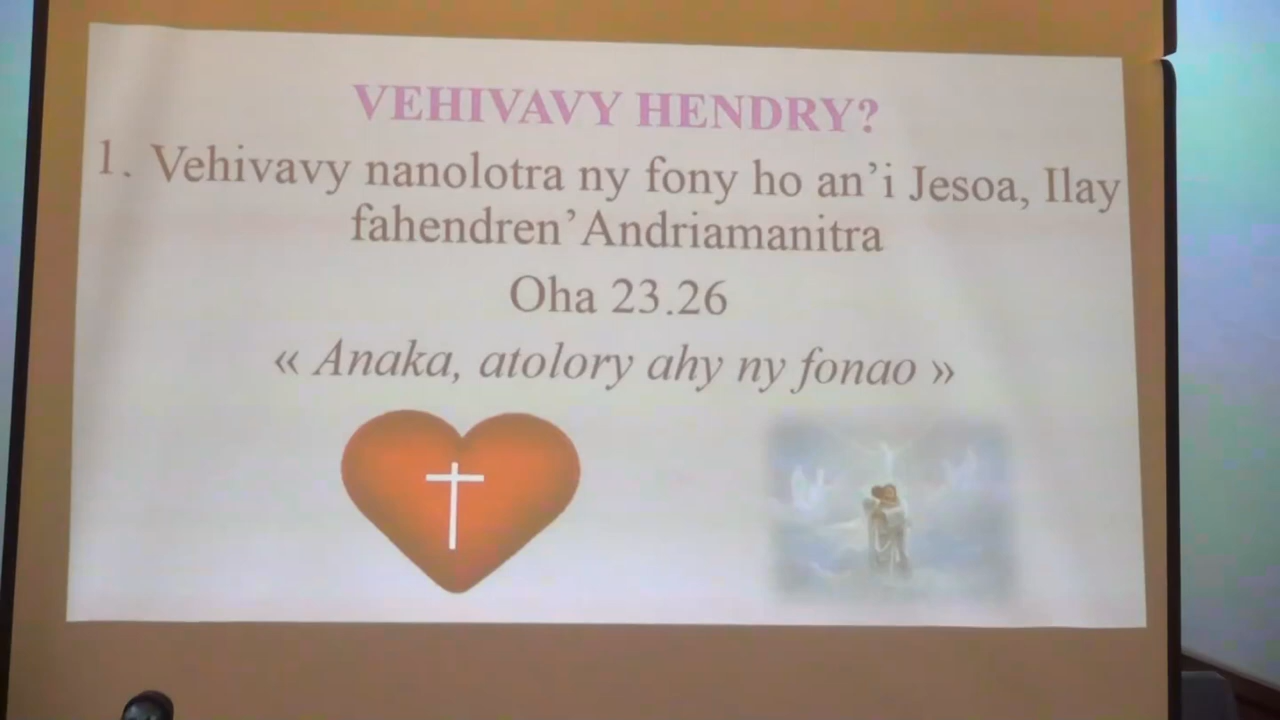 VEHIVAVY HENDRY?
1. Vehivavy nanolotra ny fony ho an’i Jesoa, Ilay
fahendren’Andriamanitra
Oha 23.26
« Anaka, atolory ahy ny fonao »